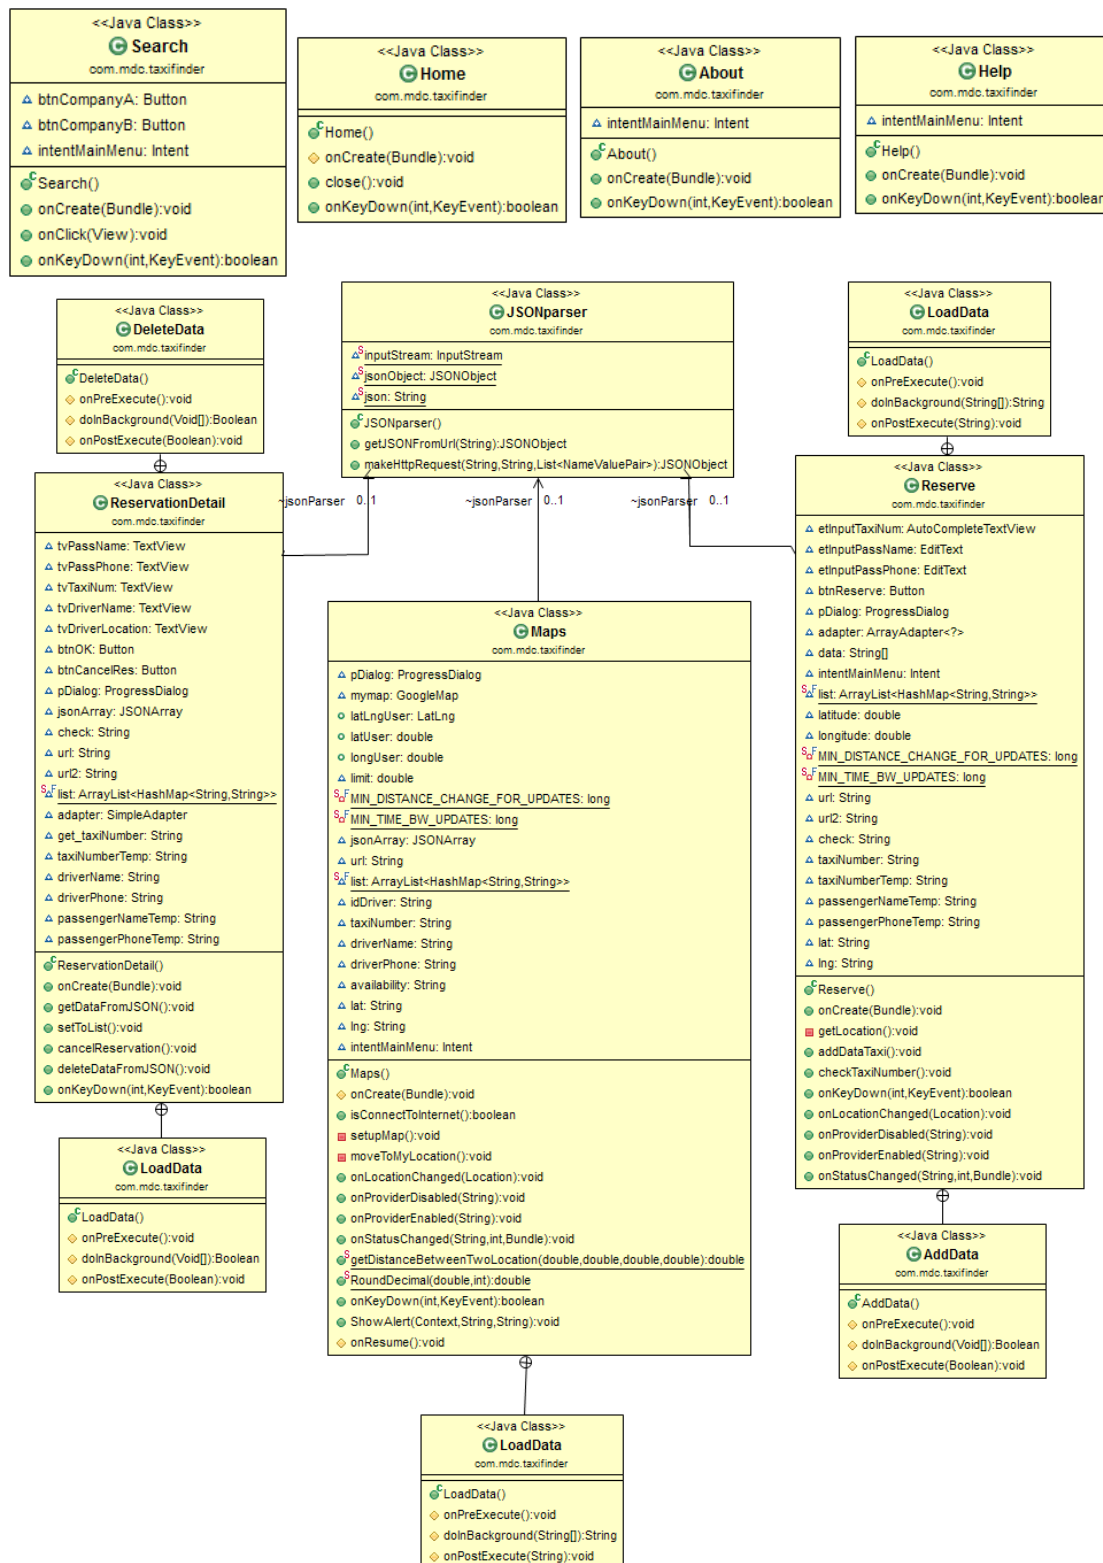 <<Java Class>>
Search
com.mdc.taxifinder
btnCompanyA: Button
btnCompanyB: Button
intentMainMenu: Intent
Search()
onCreate(Bundle):void
onClick(View):void
onKeyDown(int,KeyEvent):boolean
<<Java Class>>
Home
com.mdc.taxifinder
Home()
onCreate(Bundle):void
close():void
onKeyDown(int,KeyEvent):boolean
<<Java Class>>
About
com.mdc.taxifinder
intentMainMenu: Intent
About()
onCreate(Bundle):void
onKeyDown(int,KeyEvent):boolean
<<Java Class>>
Help
com.mdc.taxifinder
intentMainMenu: Intent
Help()
onCreate(Bundle):void
onKeyDown(int,KeyEvent):boolean
<<Java Class>>
DeleteData
com.mdc.taxifinder
DeleteData()
onPreExecute():void
doInBackground(Void[]):Boolean
onPostExecute(Boolean):void
<<Java Class>>
JSONparser
com.mdc.taxifinder
inputStream: InputStream
jsonObject: JSONObject
json: String
JSONparser()
getJSONFromUrl(String):JSONObject
makeHttpRequest(String,String,List<NameValuePair>):JSONObject
<<Java Class>>
LoadData
com.mdc.taxifinder
LoadData()
onPreExecute():void
doInBackground(String[]):String
onPostExecute(String):void
~jsonParser 0..1
~jsonParser 0..1
~jsonParser 0..1
<<Java Class>>
ReservationDetail
com.mdc.taxifinder
tvPassName: TextView
tvPassPhone: TextView
tvTaxiNum: TextView
tvDriverName: TextView
tvDriverLocation: TextView
btnOK: Button
btnCancelRes: Button
pDialog: ProgressDialog
jsonArray: JSONArray
check: String
url: String
url2: String
list: ArrayList<HashMap<String,String>>
adapter: SimpleAdapter
get_taxiNumber: String
taxiNumberTemp: String
driverName: String
driverPhone: String
passengerNameTemp: String
passengerPhoneTemp: String
ReservationDetail()
onCreate(Bundle):void
getDataFromJSON():void
setToList():void
cancelReservation():void
deleteDataFromJSON():void
onKeyDown(int,KeyEvent):boolean
<<Java Class>>
Maps
com.mdc.taxifinder
pDialog: ProgressDialog
mymap: GoogleMap
latLngUser: LatLng
latUser: double
longUser: double
limit: double
MIN_DISTANCE_CHANGE_FOR_UPDATES: long
MIN_TIME_BW_UPDATES: long
jsonArray: JSONArray
url: String
list: ArrayList<HashMap<String,String>>
idDriver: String
taxiNumber: String
driverName: String
driverPhone: String
availability: String
lat: String
lng: String
intentMainMenu: Intent
Maps()
onCreate(Bundle):void
isConnectToInternet():boolean
setupMap():void
moveToMyLocation():void
onLocationChanged(Location):void
onProviderDisabled(String):void
onProviderEnabled(String):void
onStatusChanged(String,int,Bundle):void
getDistanceBetweenTwoLocation(double,double,double,double):double
RoundDecimal(double,int):double
onKeyDown(int,KeyEvent):boolean
ShowAlert(Context,String,String):void
onResume():void
<<Java Class>>
Reserve
com.mdc.taxifinder
etInputTaxiNum: AutoCompleteTextView
etInputPassName: EditText
etInputPassPhone: EditText
btnReserve: Button
pDialog: ProgressDialog
adapter: ArrayAdapter<?>
data: String[]
intentMainMenu: Intent
list: ArrayList<HashMap<String,String>>
latitude: double
longitude: double
MIN_DISTANCE_CHANGE_FOR_UPDATES: long
MIN_TIME_BW_UPDATES: long
url: String
url2: String
check: String
taxiNumber: String
taxiNumberTemp: String
passengerNameTemp: String
passengerPhoneTemp: String
lat: String
lng: String
Reserve()
onCreate(Bundle):void
getLocation():void
addDataTaxi():void
checkTaxiNumber():void
onKeyDown(int,KeyEvent):boolean
onLocationChanged(Location):void
onProviderDisabled(String):void
onProviderEnabled(String):void
onStatusChanged(String,int,Bundle):void
<<Java Class>>
LoadData
com.mdc.taxifinder
LoadData()
onPreExecute():void
doInBackground(Void[]):Boolean
onPostExecute(Boolean):void
<<Java Class>>
AddData
com.mdc.taxifinder
AddData()
onPreExecute():void
doInBackground(Void[]):Boolean
onPostExecute(Boolean):void
<<Java Class>>
LoadData
com.mdc.taxifinder
LoadData()
onPreExecute():void
doInBackground(String[]):String
onPostExecute(String):void